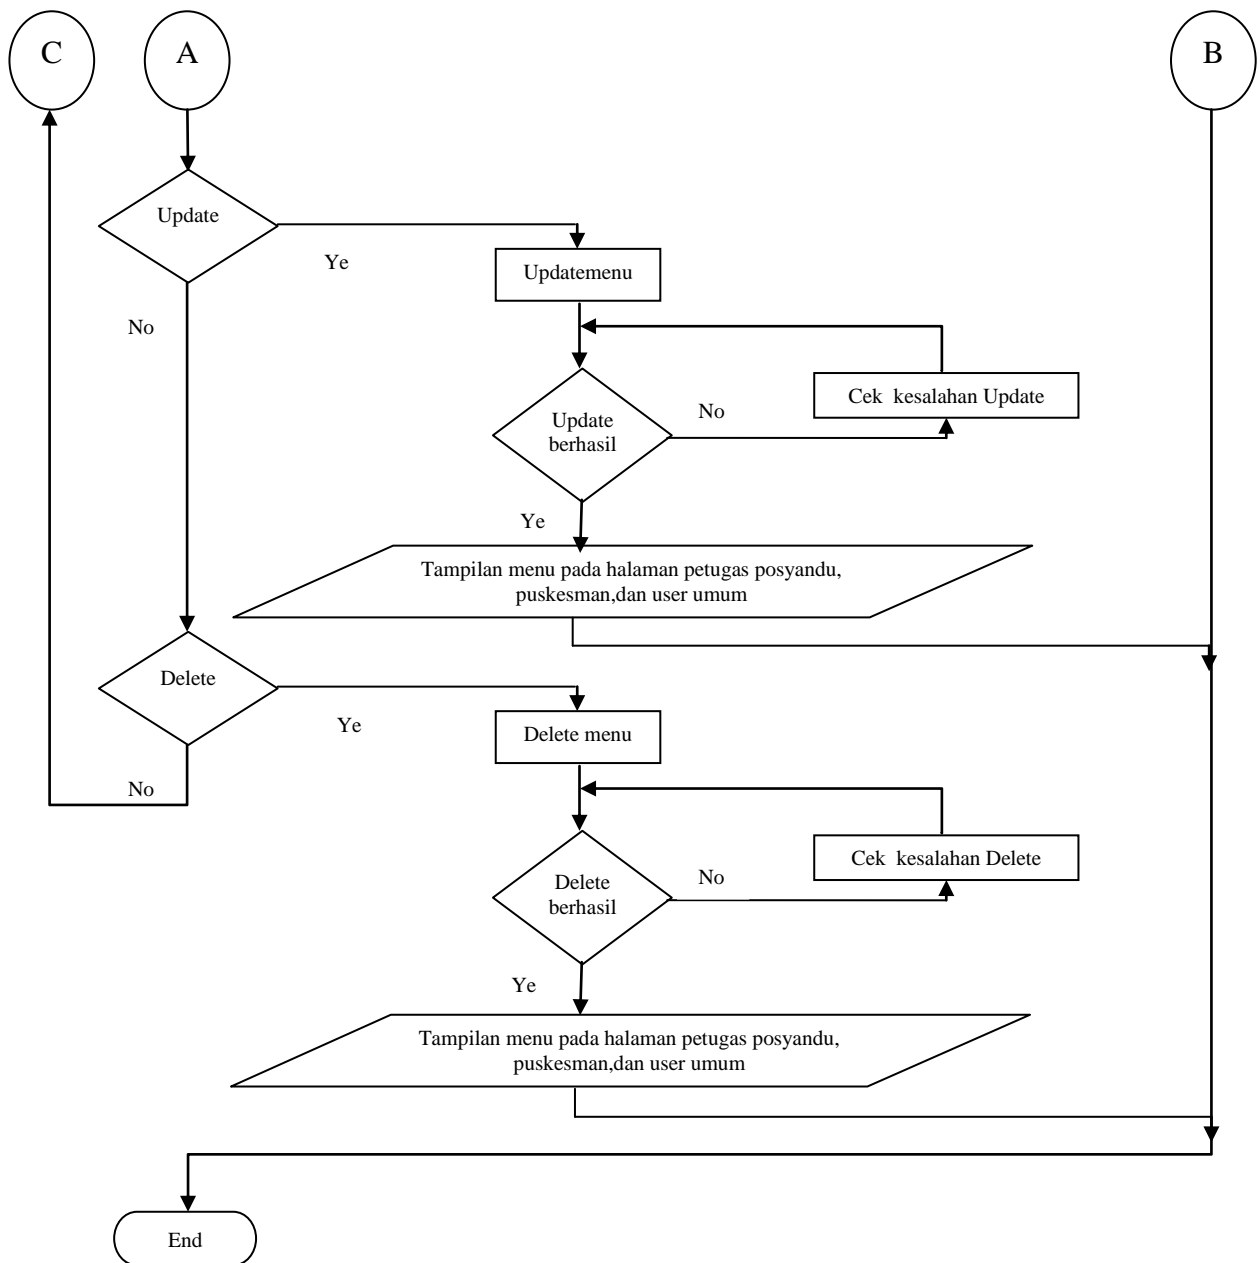 C
A
B
Update
Ye
Updatemenu
No
Cek kesalahan Update
Update
berhasil
No
Ye
Tampilan menu pada halaman petugas posyandu,
puskesman,dan user umum
Delete
Ye
Delete menu
No
Cek kesalahan Delete
Delete
berhasil
No
Ye
Tampilan menu pada halaman petugas posyandu,
puskesman,dan user umum
End